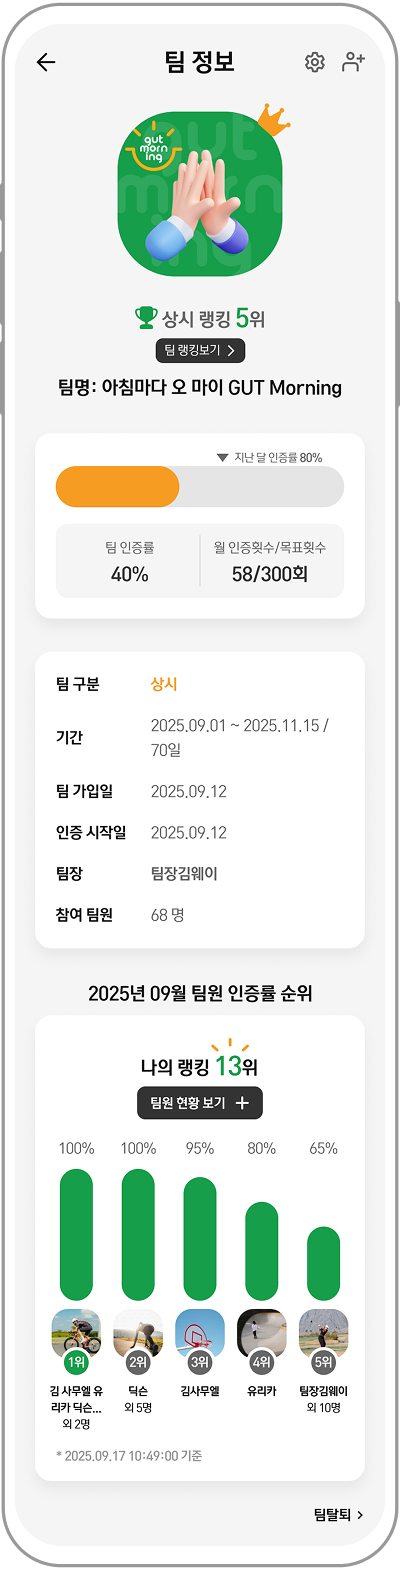 팀 정보
gut
morn
ing
gut
morn
ing
상시 랭킹 5위
팀 랭킹보기 >
팀명: 아침마다 오 마이 GUT Morning
▼ 지난 달 인증률 80%
팀 인증률
월 인증횟수/목표횟수
40%
58/300회
팀 구분 상시
기간 2025.09.01 ~ 2025.11.15 /
70일
팀 가입일 2025.09.12
인증 시작일 2025.09.12
팀장 팀장김웨이
참여 팀원 68 명
2025년 09월 팀원 인증률 순위
나의 랭킹 13위
팀원 현황 보기 +
100% 100% 95% 80% 65%
1위 2위 3위 4위 5위
김 사무엘 유
리카 딕슨...
외 2명
딕슨
외 5명
김사무엘
유리카
팀장김웨이
외 10명
* 2025.09.17 10:49:00 기준
팀탈퇴 >